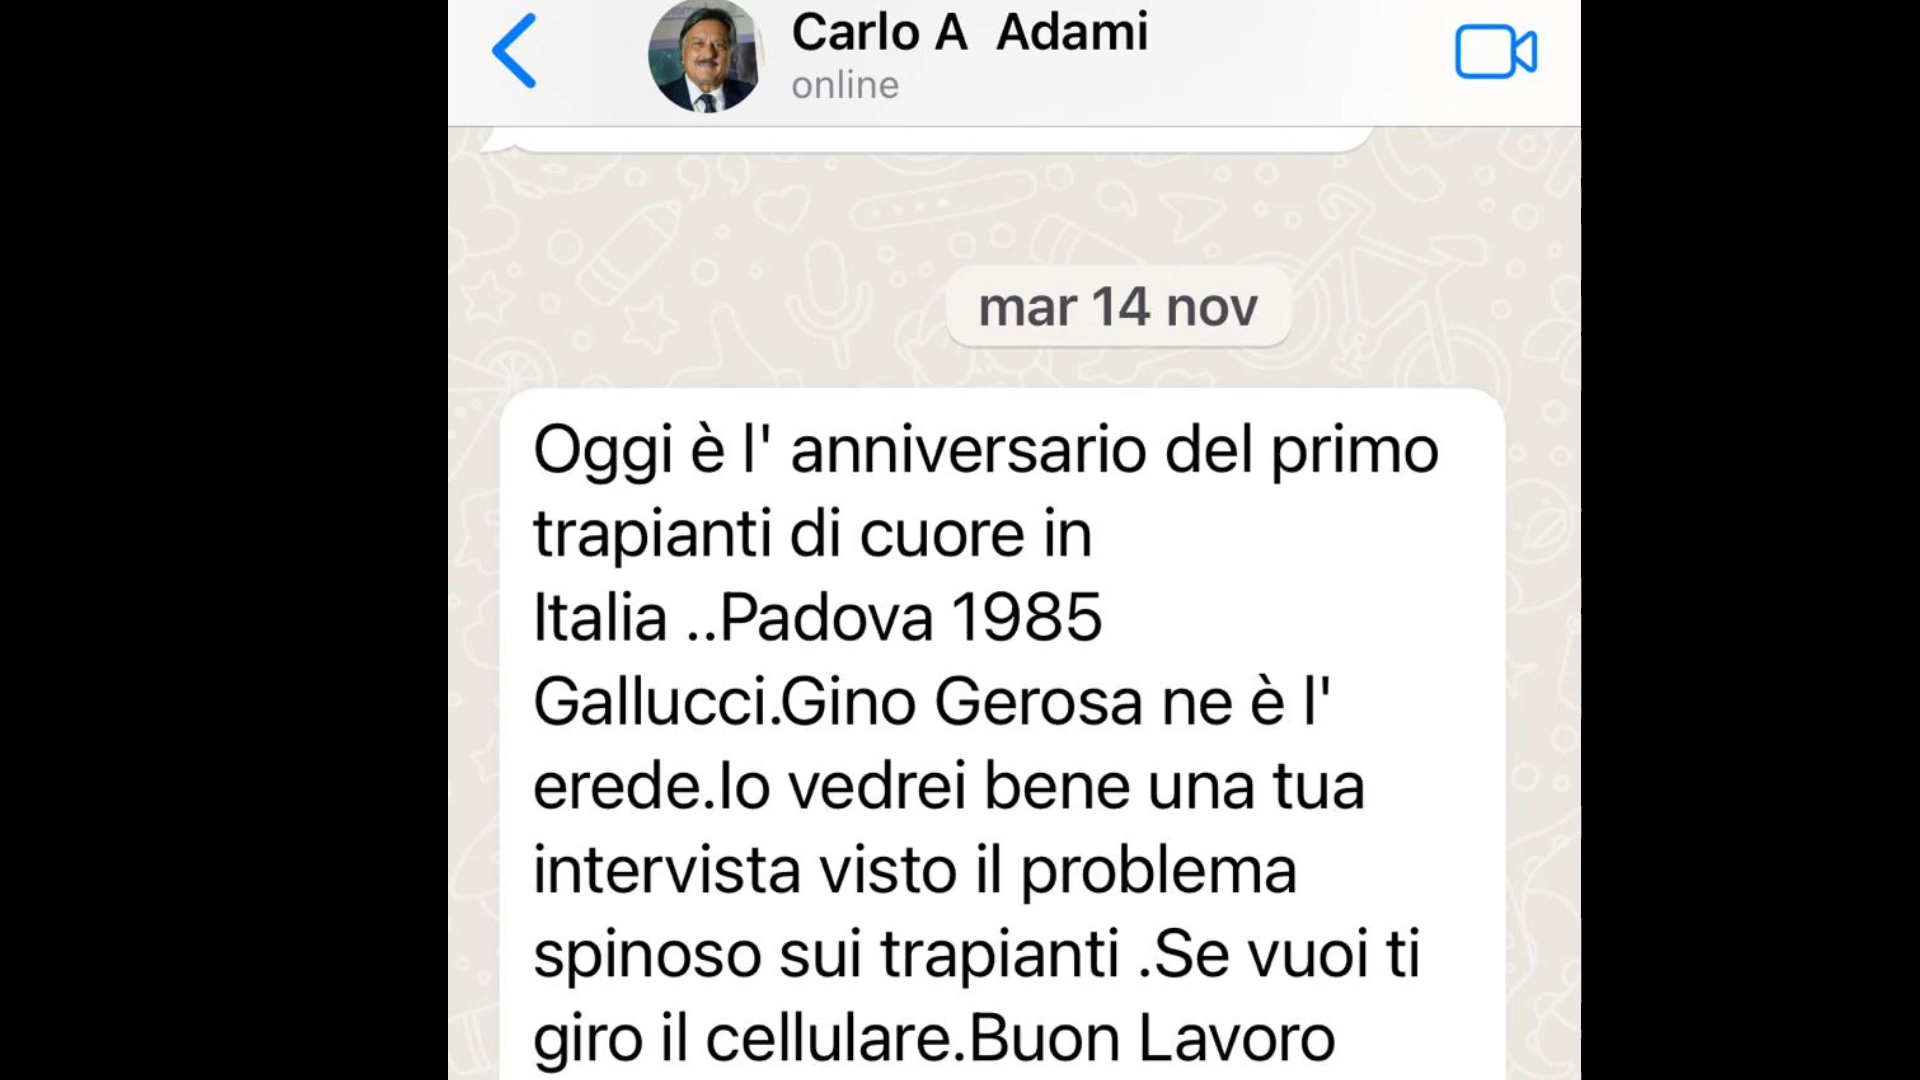 Carlo A Adami
online
mar 14 nov
Oggi è l' anniversario del primo
trapianti di cuore in
Italia ..Padova 1985
Gallucci.Gino Gerosa ne è l'
erede.Io vedrei bene una tua
intervista visto il problema
spinoso sui trapianti .Se vuoi ti
giro il cellulare.Buon Lavoro